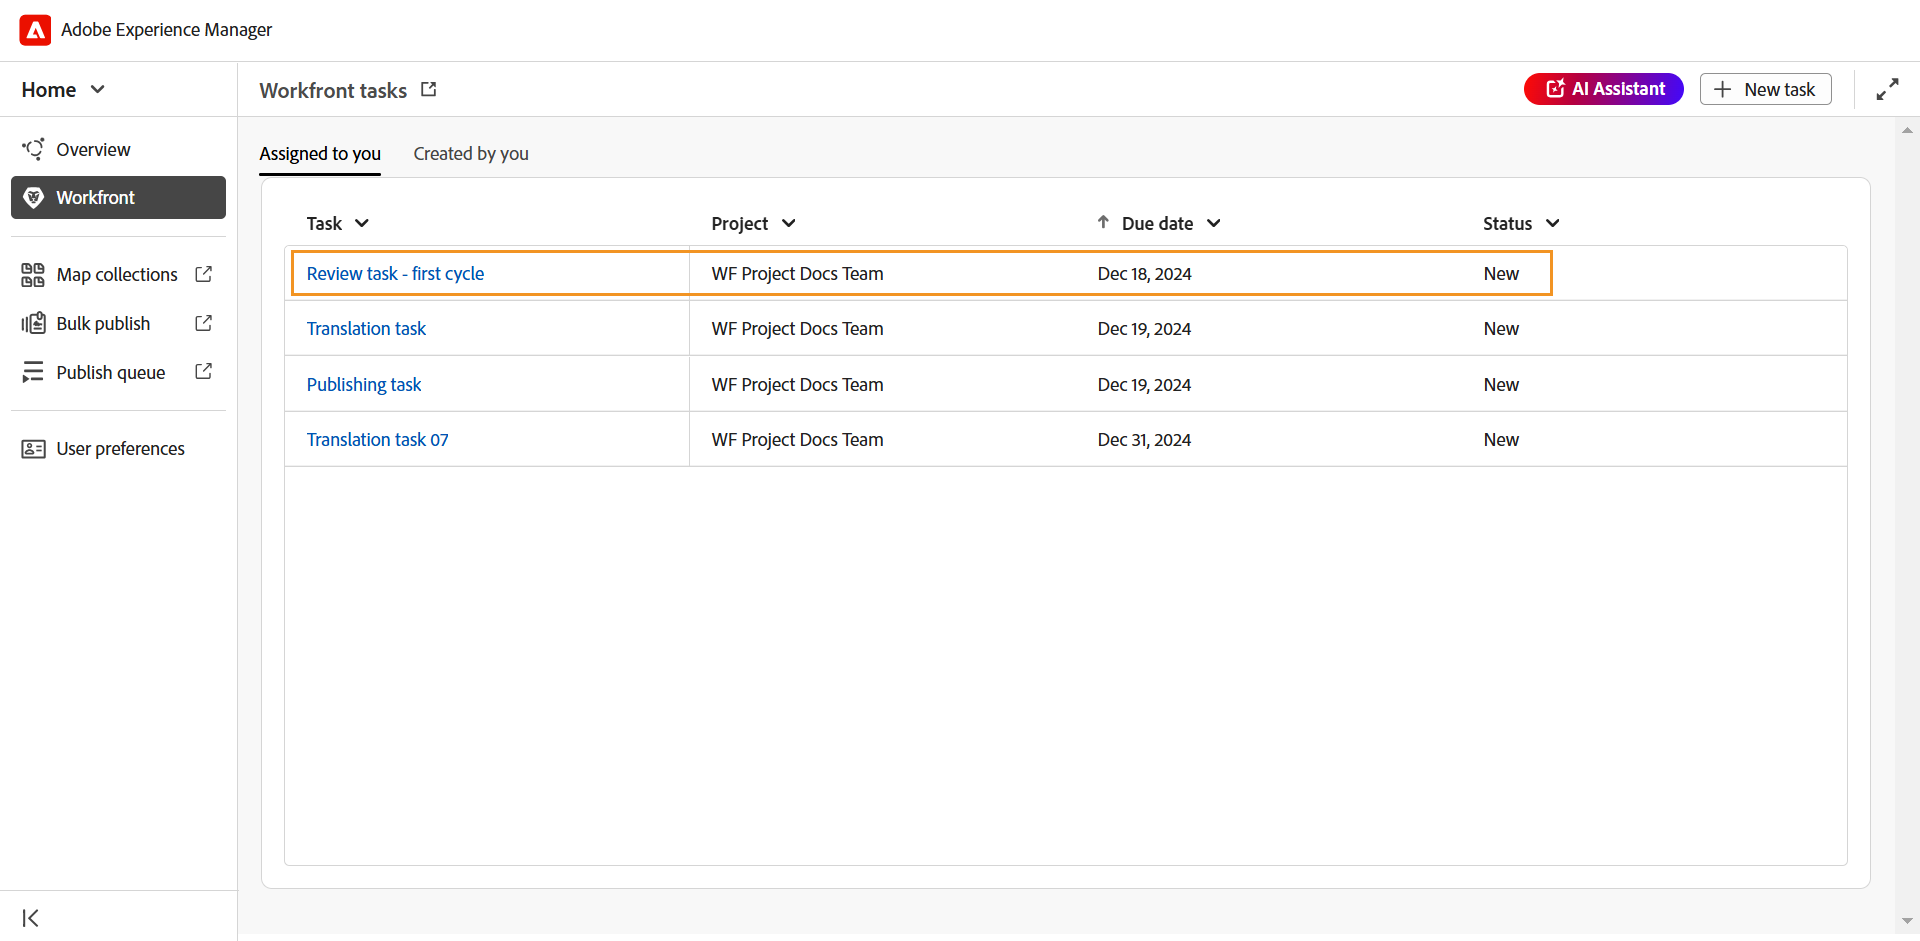 Adobe Experience Manager
Home
Workfront tasks
AI Assistant
New task
Overview
Workfront
Map collections
Bulk publish
Publish queue
User preferences
Assigned to you
Created by you
Task Project Due date Status
Review task - first cycle WF Project Docs Team Dec 18, 2024 New
Translation task WF Project Docs Team Dec 19, 2024 New
Publishing task WF Project Docs Team Dec 19, 2024 New
Translation task 07 WF Project Docs Team Dec 31, 2024 New